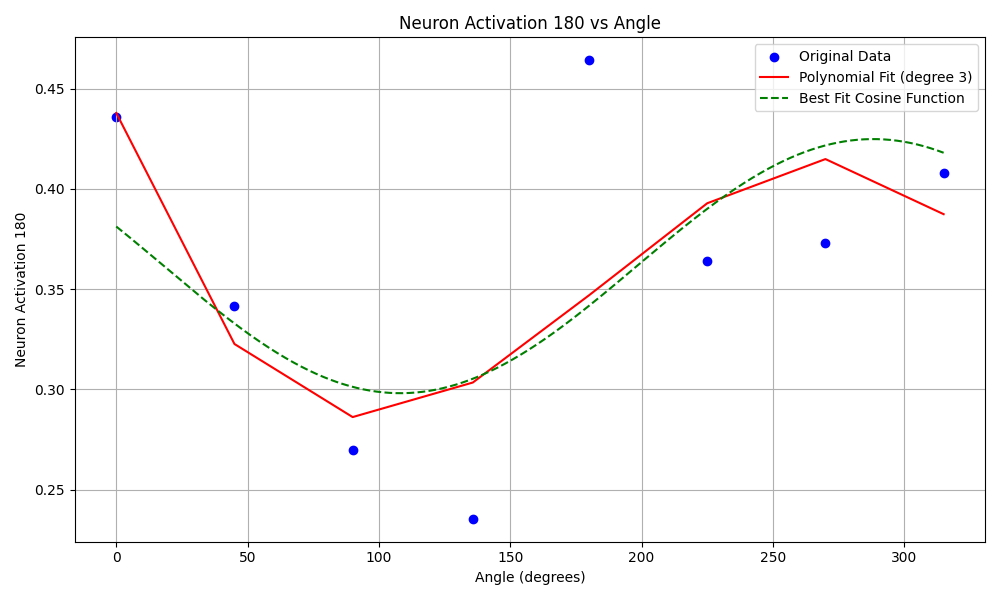 Neuron Activation 180 vs Angle
Original Data
Polynomial Fit (degree 3)
Best Fit Cosine Function
Neuron Activation 180
0.45
0.40
0.35
0.30
0.25
0 50 100 150 200 250 300
Angle (degrees)